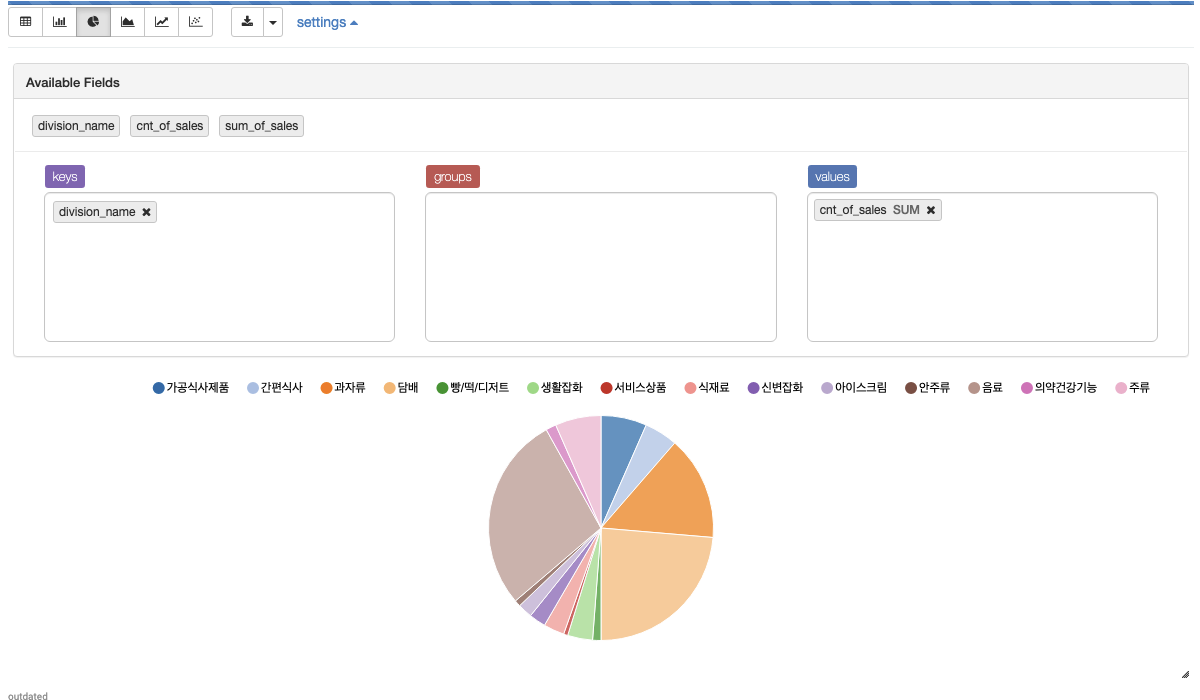 settings
Available Fields
division_name cnt_of_sales sum_of_sales
keys groups values
division_name ✖ cnt_of_sales SUM ✖
가공식사제품 간편식사 과자류 담배 빵/떡/디저트 생활잡화 서비스상품 식재료 신변잡화 아이스크림 안주류 음료 의약건강기능 주류
outdated